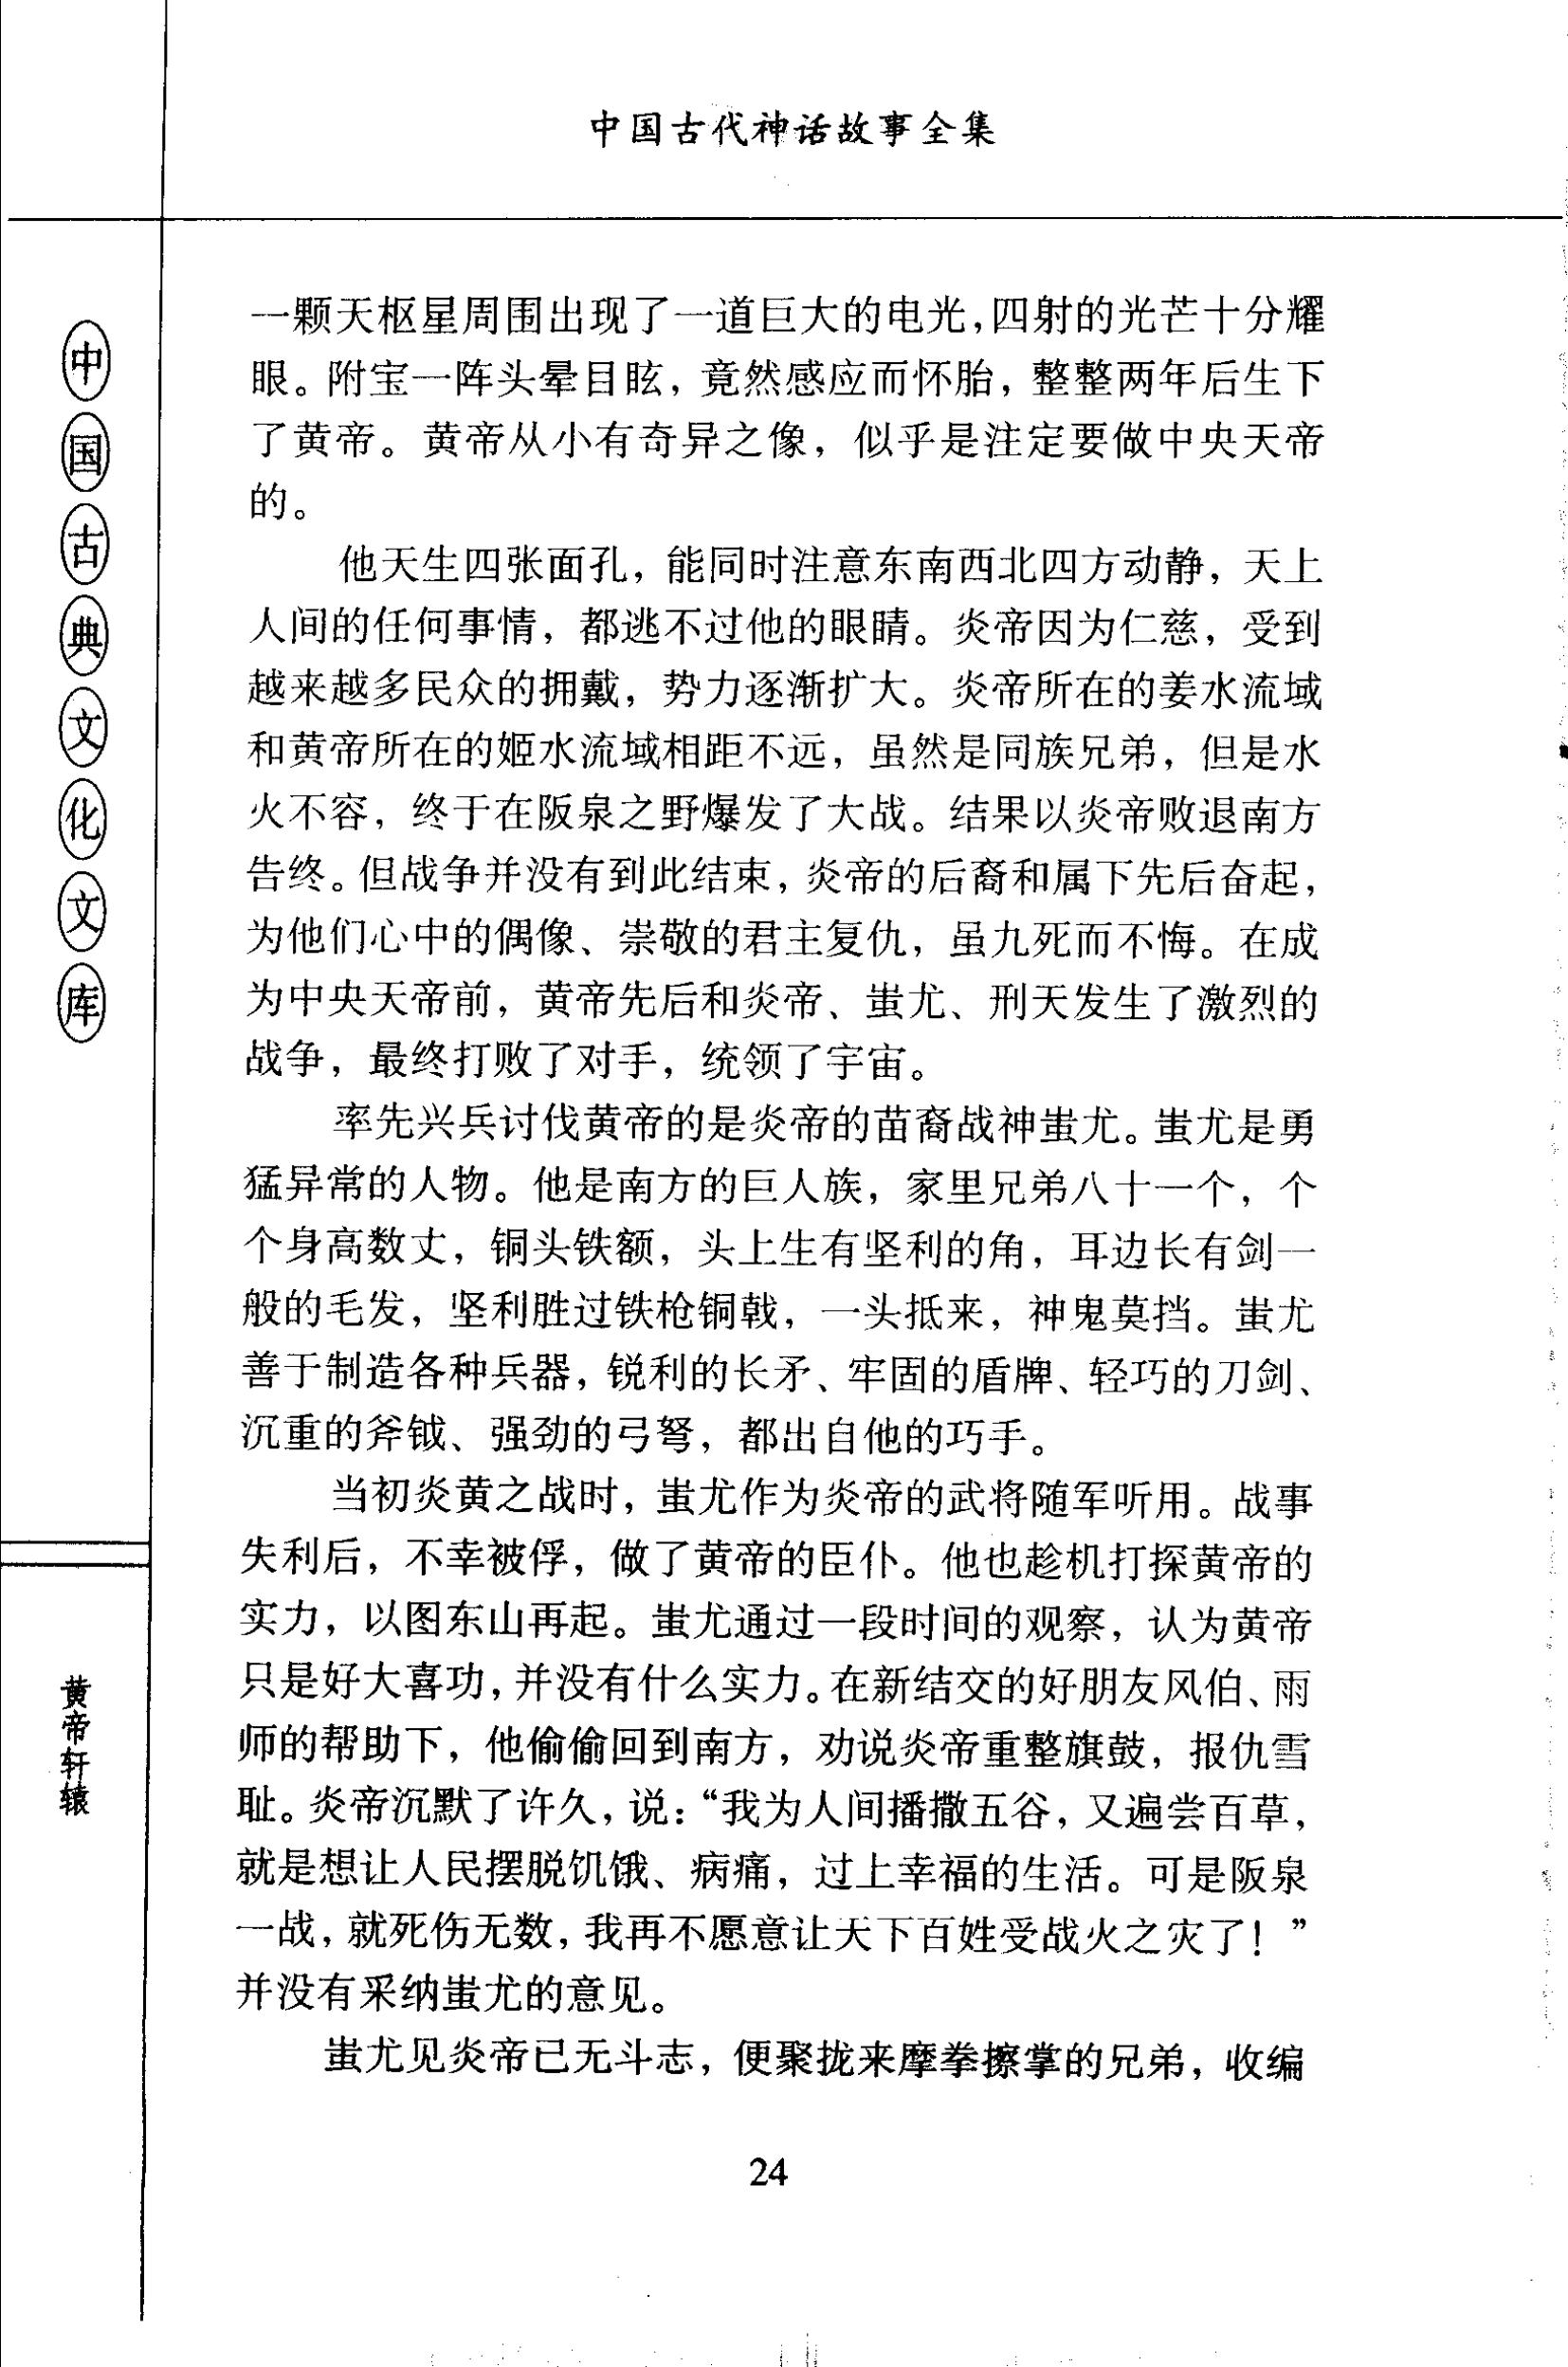 中国古代神话故事全集
中国古典文化文库
黄帝轩辕
一颗天枢星周围出现了一道巨大的电光，四射的光芒十分耀
眼。附宝一阵头晕目眩，竟然感应而怀胎，整整两年后生下
了黄帝。黄帝从小有奇异之像，似乎是注定要做中央天帝
的。
他天生四张面孔，能同时注意东南西北四方动静，天上
人间的任何事情，都逃不过他的眼睛。炎帝因为仁慈，受到
越来越多民众的拥戴，势力逐渐扩大。炎帝所在的姜水流域
和黄帝所在的姬水流域相距不远，虽然是同族兄弟，但是水
火不容，终于在阪泉之野爆发了大战。结果以炎帝败退南方
告终。但战争并没有到此结束，炎帝的后裔和属下先后奋起，
为他们心中的偶像、崇敬的君主复仇，虽九死而不悔。在成
为中央天帝前，黄帝先后和炎帝、蚩尤、刑天发生了激烈的
战争，最终打败了对手，统领了宇宙。
率先兴兵讨伐黄帝的是炎帝的苗裔战神蚩尤。蚩尤是勇
猛异常的人物。他是南方的巨人族，家里兄弟八十一个，个
个身高数丈，铜头铁额，头上生有坚利的角，耳边长有剑一
般的毛发，坚利胜过铁枪铜戟，一头抵来，神鬼莫挡。蚩尤
善于制造各种兵器，锐利的长矛、牢固的盾牌、轻巧的刀剑、
沉重的斧钺、强劲的弓弩，都出自他的巧手。
当初炎黄之战时，蚩尤作为炎帝的武将随军听用。战事
失利后，不幸被俘，做了黄帝的臣仆。他也趁机打探黄帝的
实力，以图东山再起。蚩尤通过一段时间的观察，认为黄帝
只是好大喜功，并没有什么实力。在新结交的好朋友风伯、雨
师的帮助下，他偷偷回到南方，劝说炎帝重整旗鼓，报仇雪
耻。炎帝沉默了许久，说：“我为人间播撒五谷，又遍尝百草，
就是想让人民摆脱饥饿、病痛，过上幸福的生活。可是阪泉
一战，就死伤无数，我再不愿意让天下百姓受战火之灾了！”
并没有采纳蚩尤的意见。
蚩尤见炎帝已无斗志，便聚拢来摩拳擦掌的兄弟，收编
24